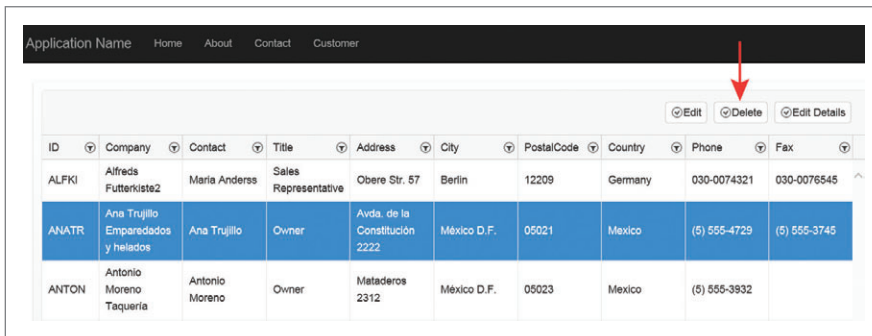 Application Name Home About Contact Customer
Edit Delete Edit Details
ID Company Contact Title Address City PostalCode Country Phone Fax
ALFKI Alfreds Futterkiste2 Maria Anderss Sales Representative Obere Str. 57 Berlin 12209 Germany 030-0074321 030-0076545
ANATR Ana Trujillo Emparedados y helados Ana Trujillo Owner Avda. de la Constitución 2222 México D.F. 05021 Mexico (5) 555-4729 (5) 555-3745
ANTON Antonio Moreno Taquería Antonio Moreno Owner Mataderos 2312 México D.F. 05023 Mexico (5) 555-3932